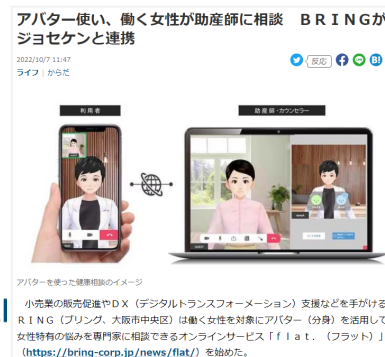 アバター使い、働く女性が助産師に相談　ＢＲＩＮＧが
ジョセケンと連携
2022/10/7 11:47
反応
B!
ライフ | からだ
利用者
助産師・カウンセラー
アバターを使った健康相談のイメージ
小売業の販売促進やＤＸ（デジタルトランスフォーメーション）支援などを手がける
ＲＩＮＧ（ブリング、大阪市中央区）は働く女性を対象にアバター（分身）を活用して
女性特有の悩みを専門家に相談できるオンラインサービス「ｆｌａｔ．（フラット）」
（https://bring-corp.jp/news/flat/）を始めた。